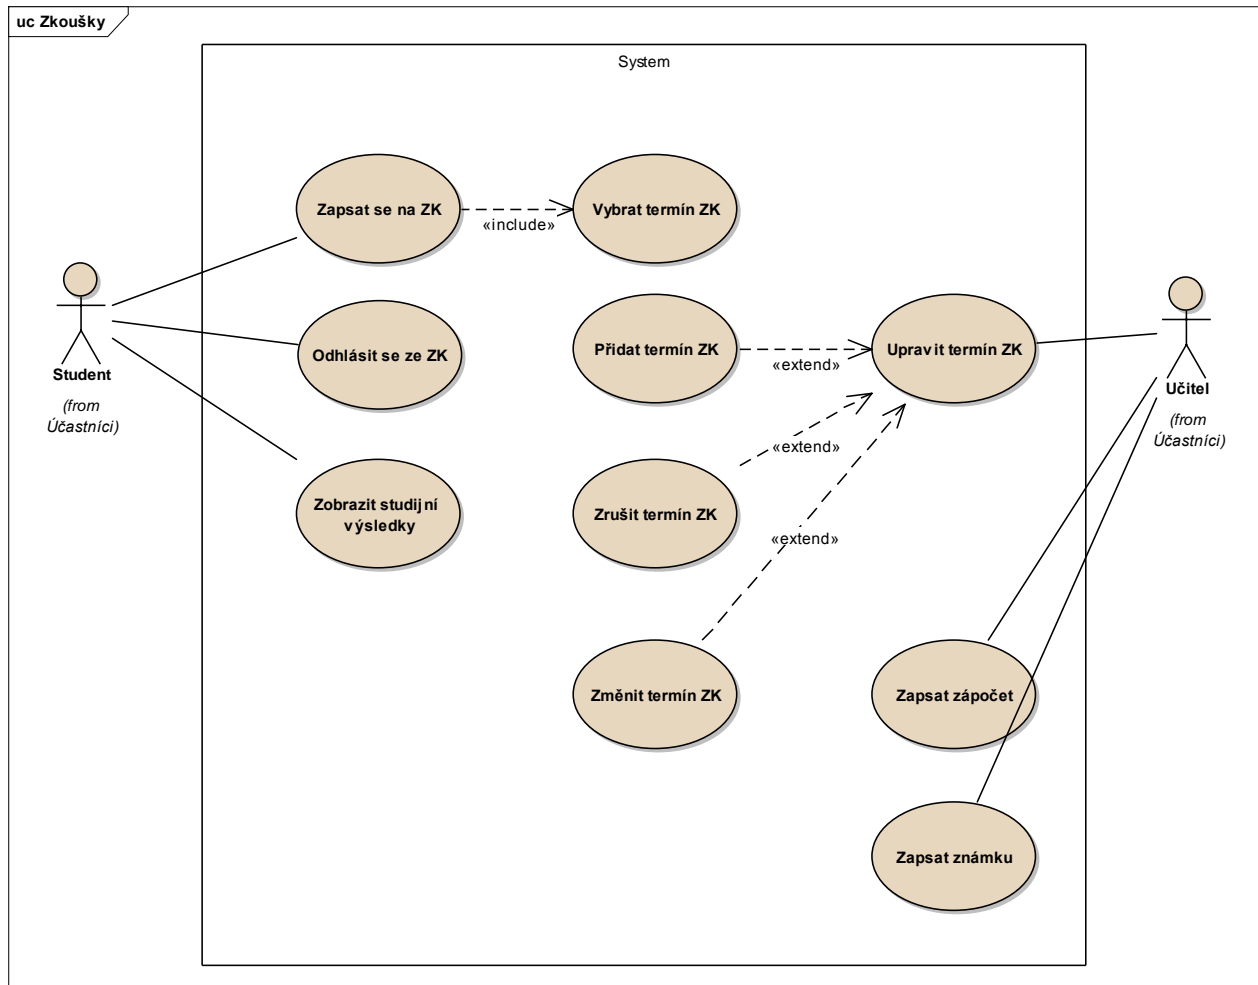 uc Zkoušky
System
Zapsat se na ZK
«include»
Vybrat termín ZK
Student
(from
Účastníci)
Odhlásit se ze ZK
Přidat termín ZK
«extend»
Upravit termín ZK
Učitel
(from
Účastníci)
«extend»
Zobrazit studijní
výsledky
Zrušit termín ZK
«extend»
Změnit termín ZK
Zapsat zápočet
Zapsat známku